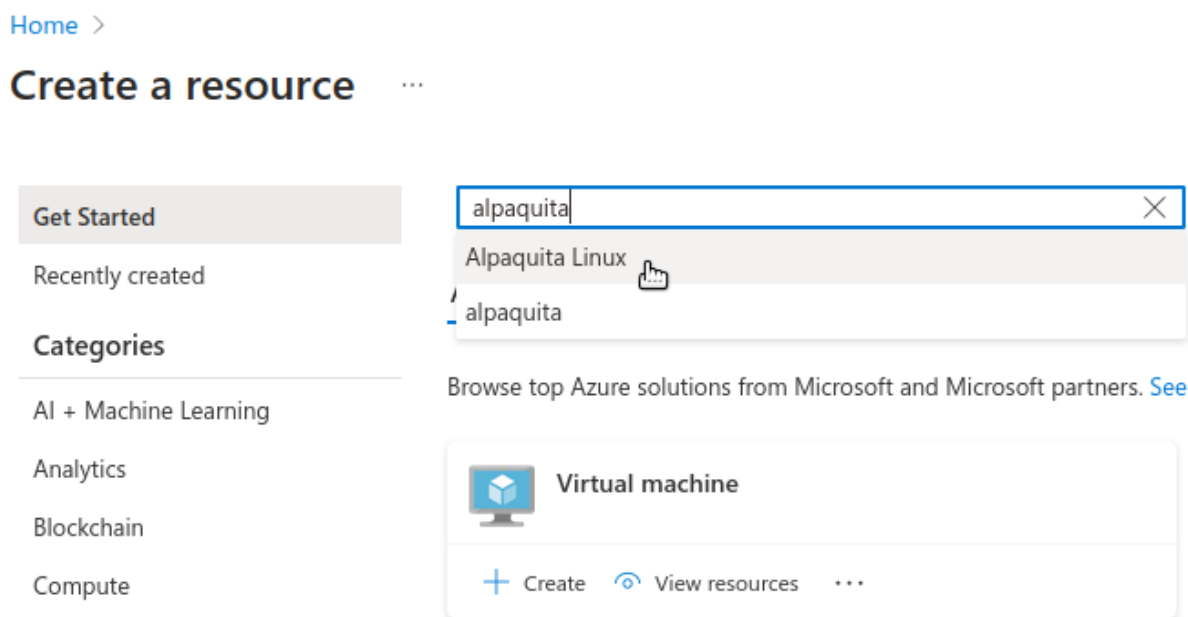 Home >
Create a resource ...
Get Started
Recently created
Categories
AI + Machine Learning
Analytics
Blockchain
Compute
alpaquita
Alpaquita Linux
alpaquita
Browse top Azure solutions from Microsoft and Microsoft partners. See
Virtual machine
Create View resources ...